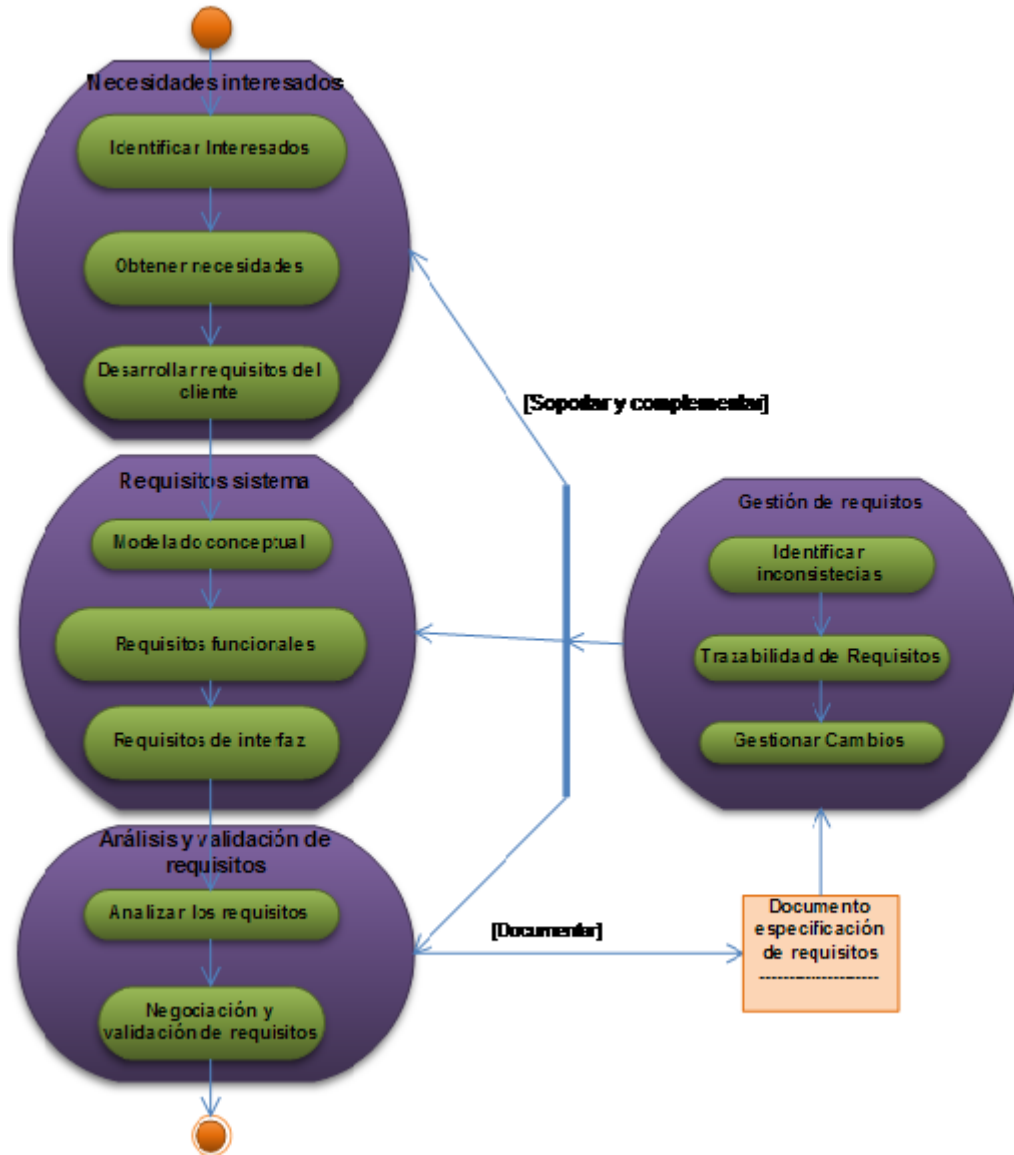 Necesidades interesados
Identificar Interesados
Obtener necesidades
Desarrollar requisitos del
cliente
[Soportar y complementar]
Requisitos sistema
Modelado conceptual
Requisitos funcionales
Requisitos de interfaz
Gestión de requistos
Identificar
inconsistecias
Trazabilidad de Requisitos
Gestionar Cambios
Análisis y validación de
requisitos
Analizar los requisitos
Negociación y
validación de requisitos
[Documentar]
Documento
especificación
de requisitos
--------------------